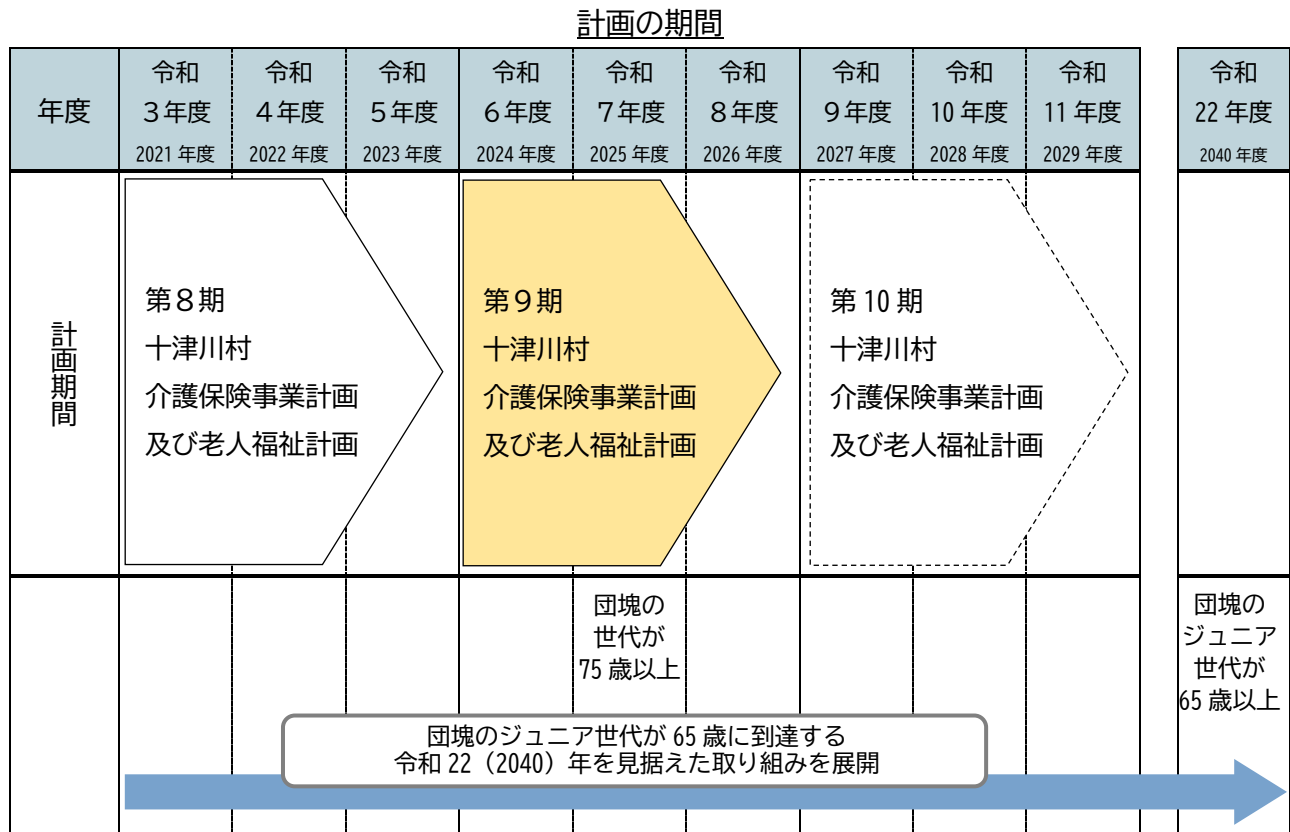 計画の期間
年度
令和
3年度
2021年度
令和
4年度
2022年度
令和
5年度
2023年度
令和
6年度
2024年度
令和
7年度
2025年度
令和
8年度
2026年度
令和
9年度
2027年度
令和
10年度
2028年度
令和
11年度
2029年度
令和
22年度
2040年度
計画期間
第8期
十津川村
介護保険事業計画
及び老人福祉計画
第9期
十津川村
介護保険事業計画
及び老人福祉計画
第10期
十津川村
介護保険事業計画
及び老人福祉計画
団塊の
世代が
75歳以上
団塊の
ジュニア
世代が
65歳以上
団塊のジュニア世代が65歳に到達する
令和22（2040）年を見据えた取り組みを展開